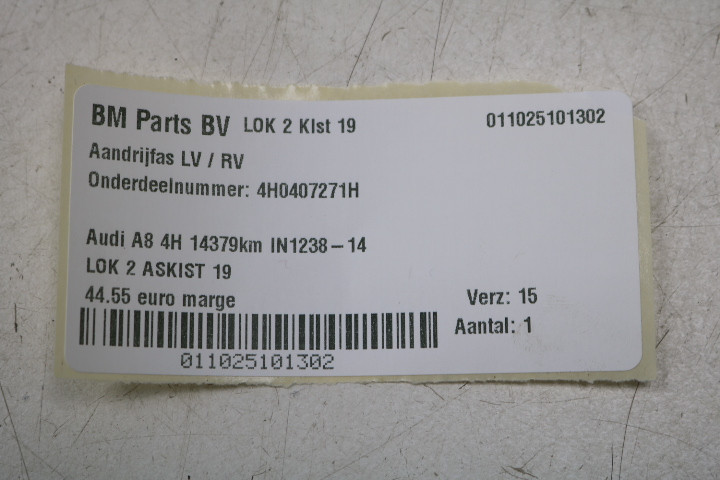 BM Parts BV LOK 2 Klst 19 011025101302
Aandrijfas LV / RV
Onderdeelnummer: 4H0407271H
Audi A8 4H 14379km IN1238-14
LOK 2 ASKIST 19
44.55 euro marge Verz: 15
Aantal: 1
011025101302